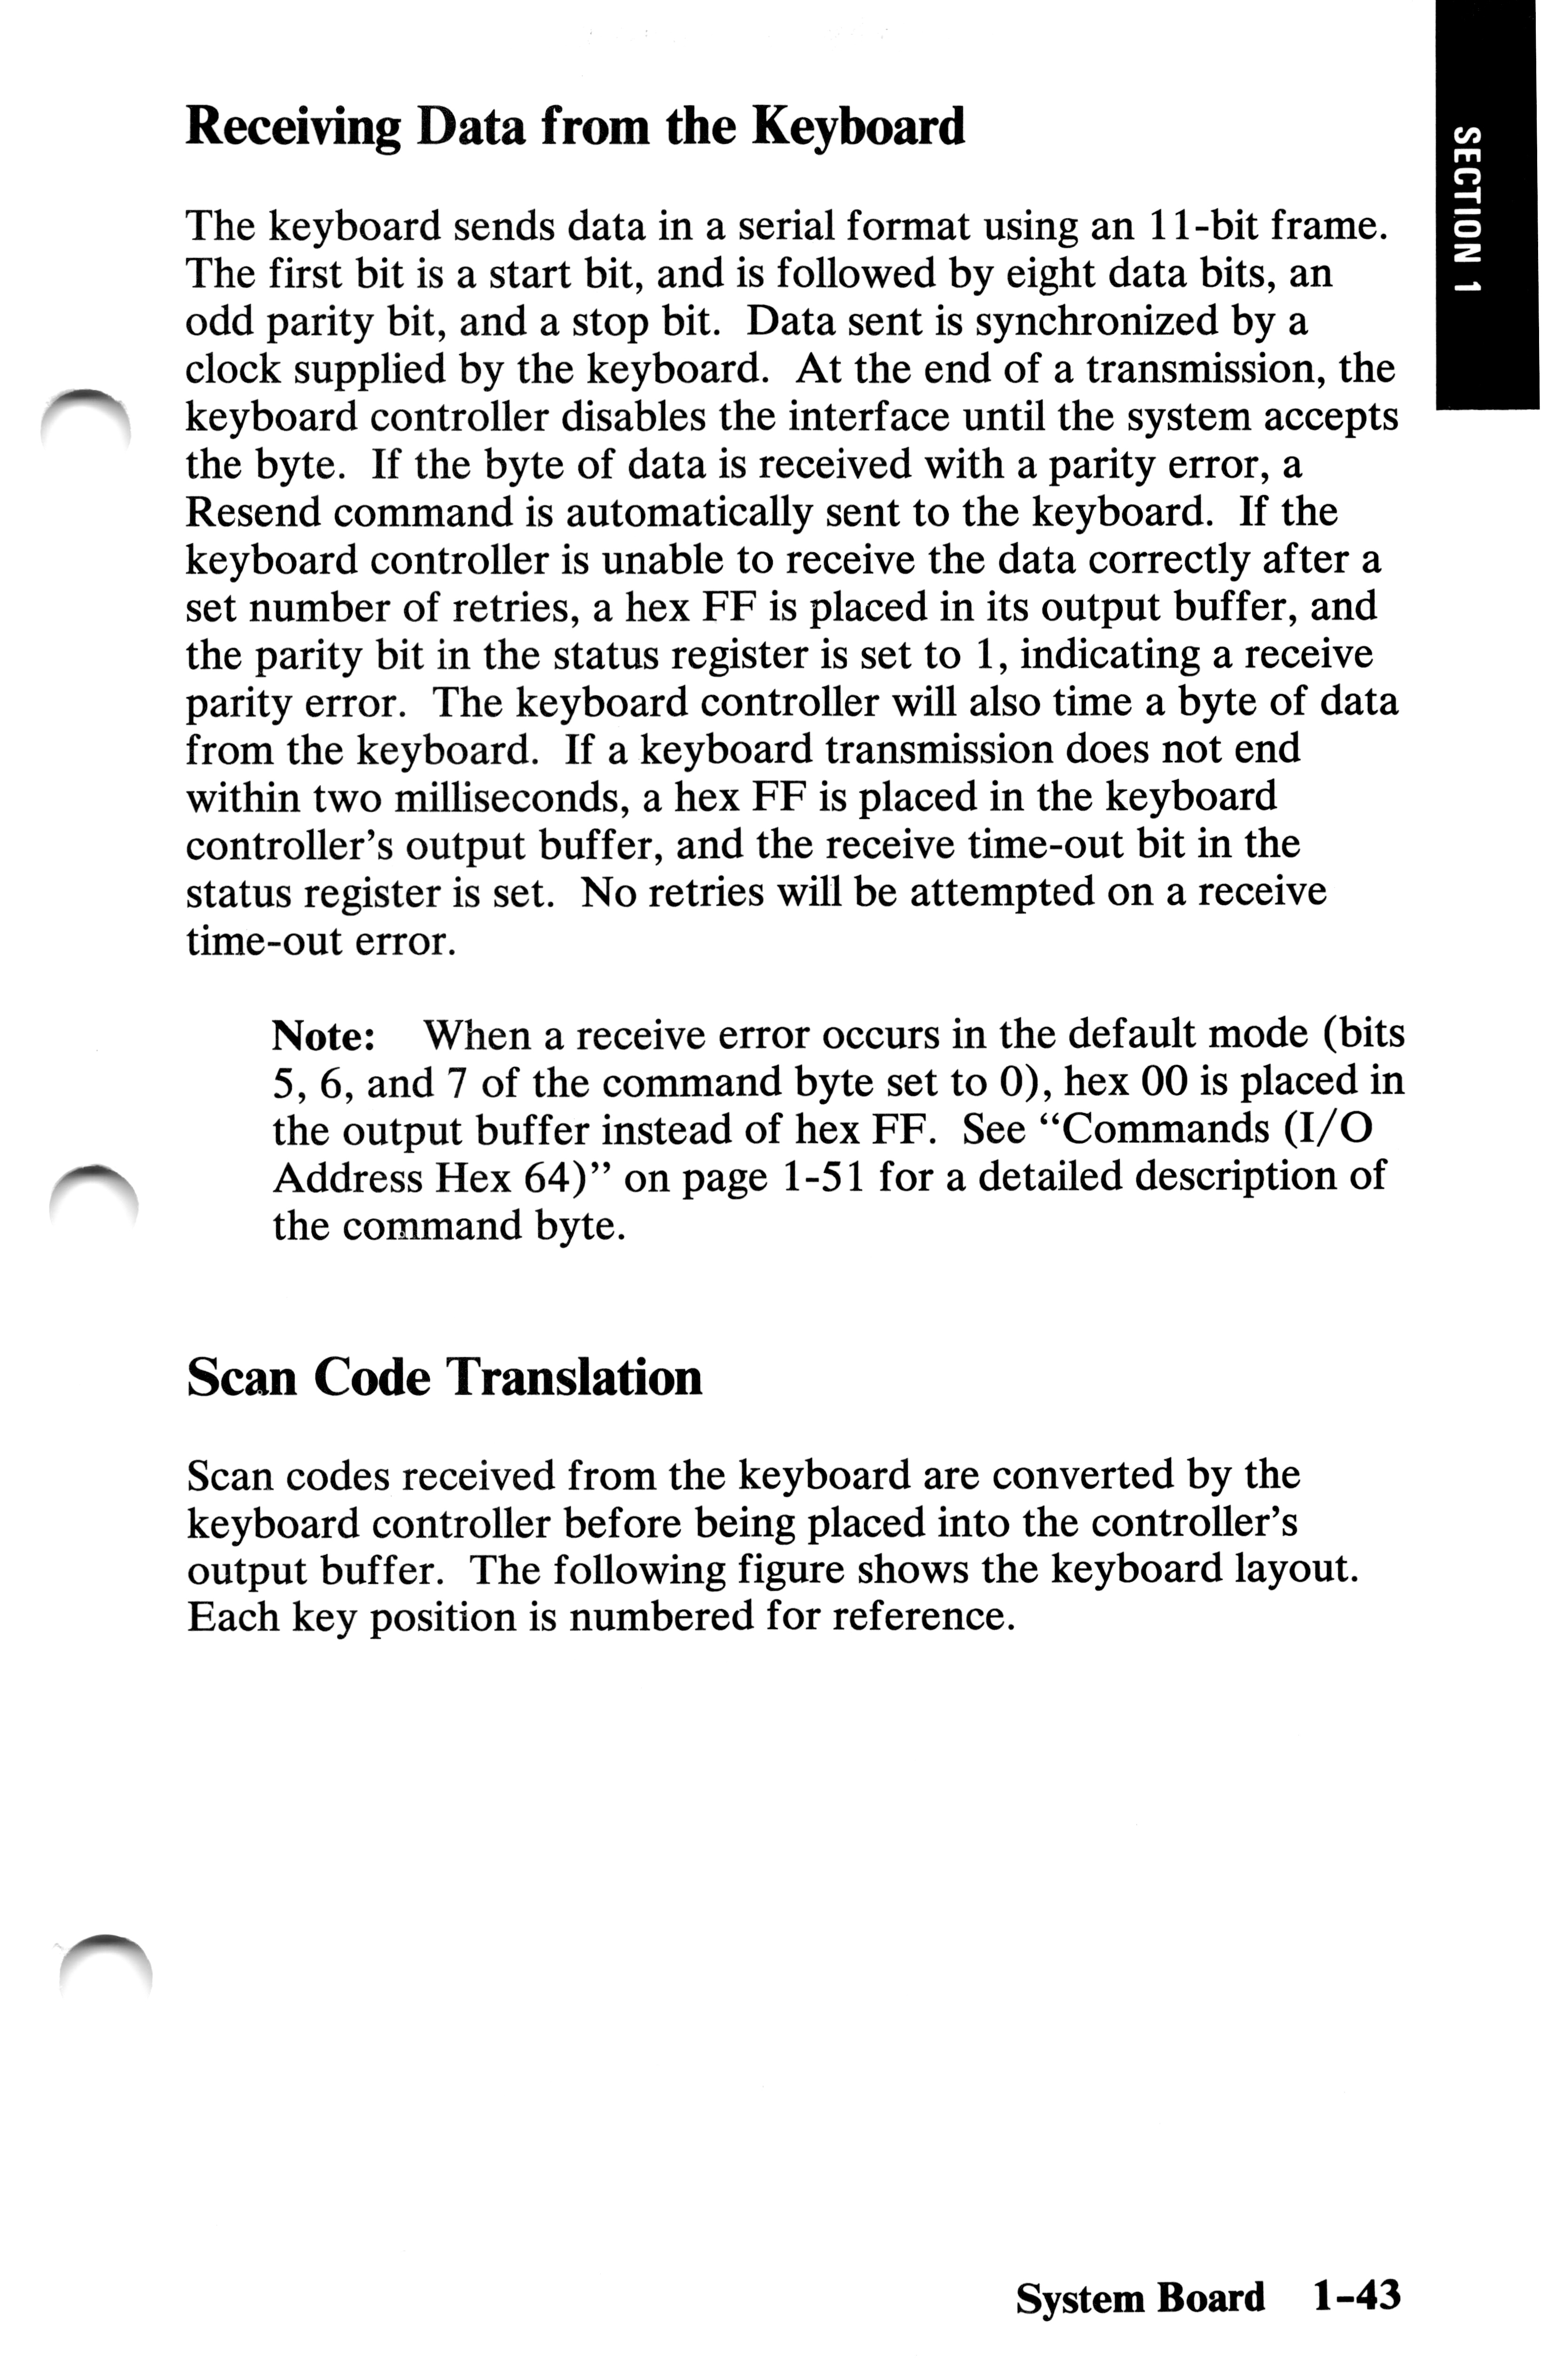 Receiving Data from the Keyboard
SECTION 1
The keyboard sends data in a serial format using an 11-bit frame.
The first bit is a start bit, and is followed by eight data bits, an
odd parity bit, and a stop bit. Data sent is synchronized by a
clock supplied by the keyboard. At the end of a transmission, the
keyboard controller disables the interface until the system accepts
the byte. If the byte of data is received with a parity error, a
Resend command is automatically sent to the keyboard. If the
keyboard controller is unable to receive the data correctly after a
set number of retries, a hex FF is placed in its output buffer, and
the parity bit in the status register is set to 1, indicating a receive
parity error. The keyboard controller will also time a byte of data
from the keyboard. If a keyboard transmission does not end
within two milliseconds, a hex FF is placed in the keyboard
controller's output buffer, and the receive time-out bit in the
status register is set. No retries will be attempted on a receive
time-out error.
Note: When a receive error occurs in the default mode (bits
5, 6, and 7 of the command byte set to 0), hex 00 is placed in
the output buffer instead of hex FF. See “Commands (I/O
Address Hex 64)” on page 1-51 for a detailed description of
the command byte.
Scan Code Translation
Scan codes received from the keyboard are converted by the
keyboard controller before being placed into the controller's
output buffer. The following figure shows the keyboard layout.
Each key position is numbered for reference.
System Board 1-43